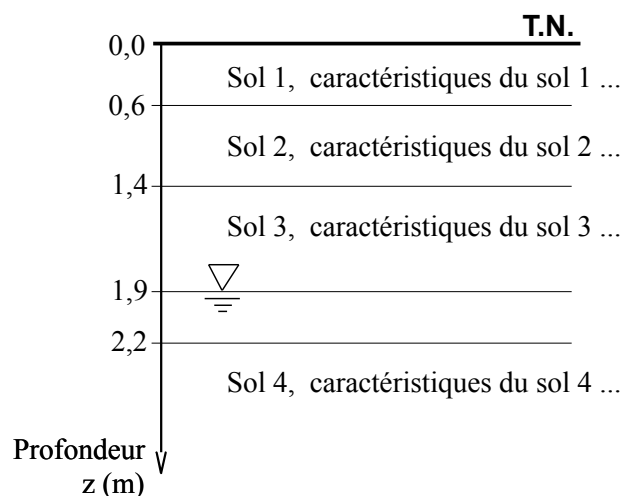 T.N.
0,0
Sol 1, caractéristiques du sol 1 ...
0,6
Sol 2, caractéristiques du sol 2 ...
1,4
Sol 3, caractéristiques du sol 3 ...
1,9
2,2
Sol 4, caractéristiques du sol 4 ...
Profondeur
z (m)